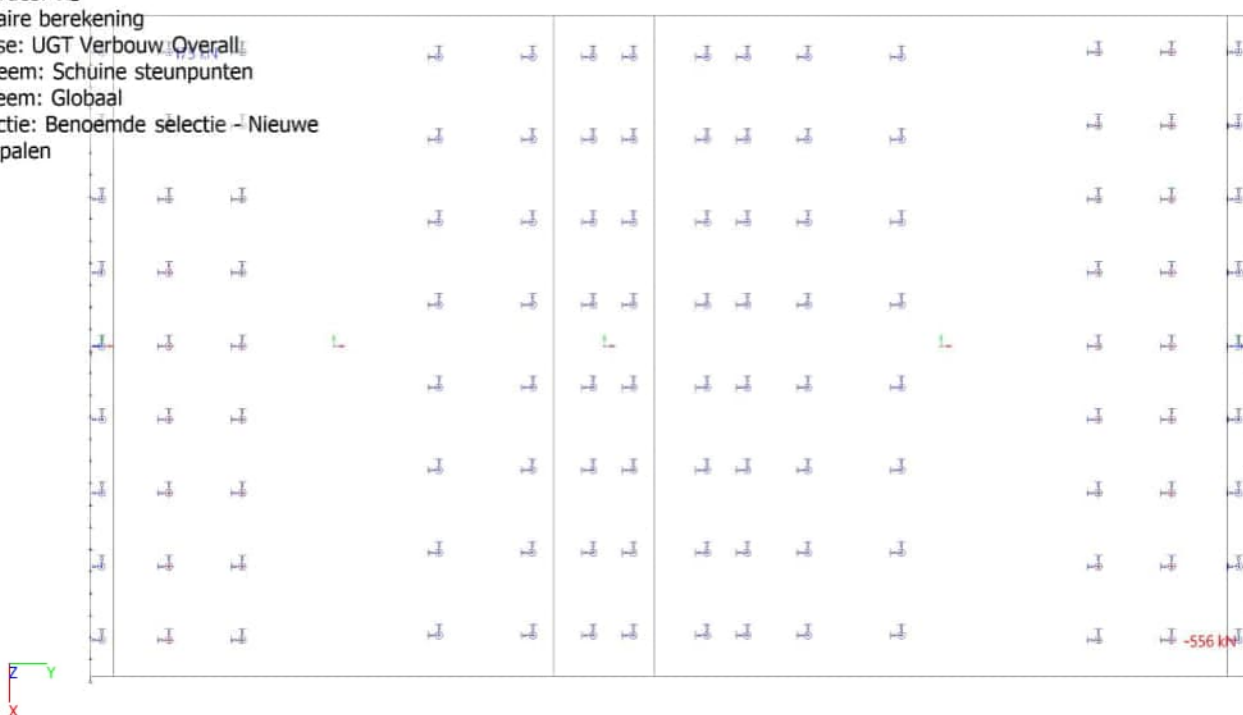 aire berekening
se: UGT Verbouw Overall
eem: Schuine steunpunten
eem: Globaal
ctie: Benoemde selectie - Nieuwe
palen
-556 kN
Z Y
X